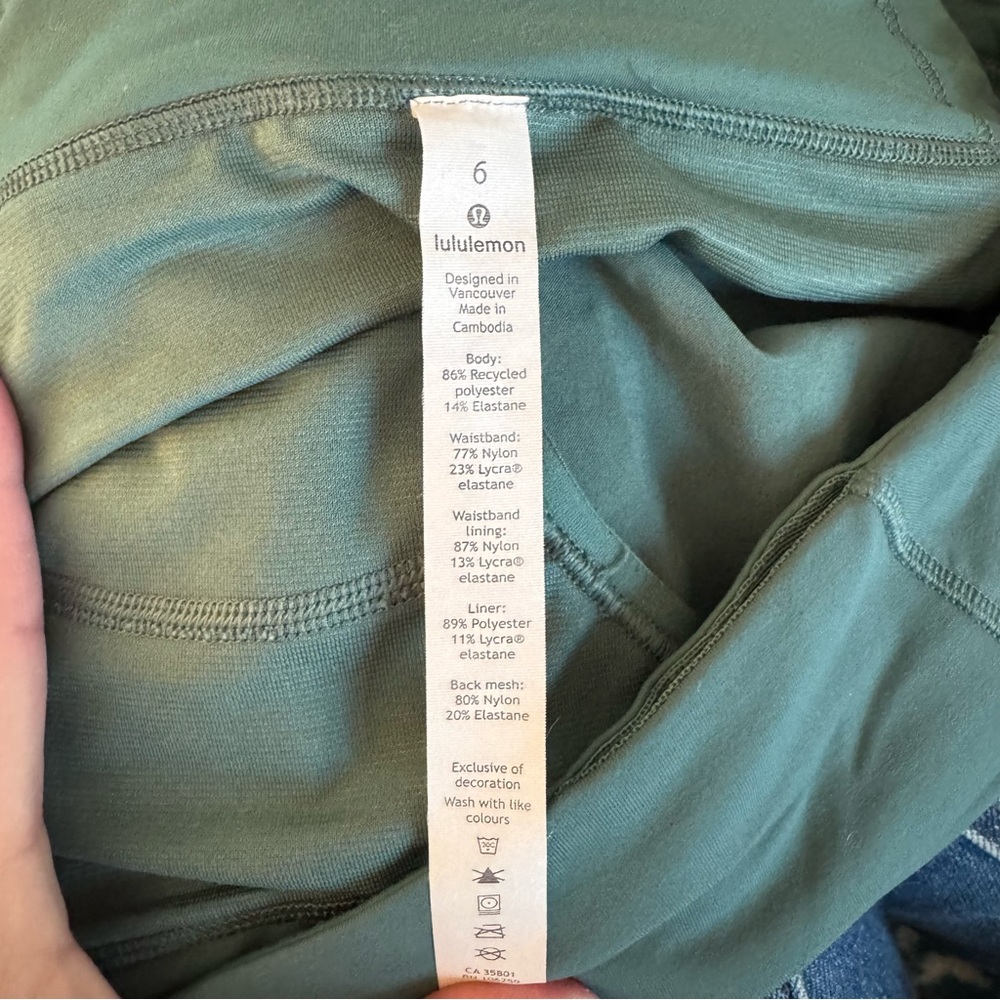 6
lululemon
Designed in
Vancouver
Made in
Cambodia
Body:
86% Recycled
polyester
14% Elastane
Waistband:
77% Nylon
23% Lycra®
elastane
Waistband
lining:
87% Nylon
13% Lycra®
elastane
Liner:
89% Polyester
11% Lycra®
elastane
Back mesh:
80% Nylon
20% Elastane
Exclusive of
decoration
Wash with like
colours
30C
CA 35801